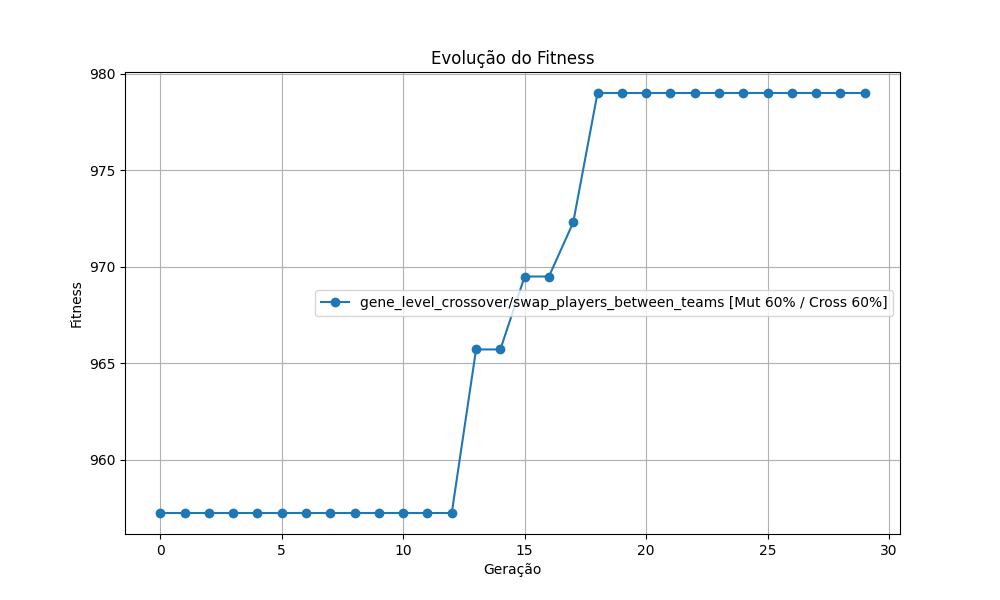 Evolução do Fitness
Fitness
980
975
970
965
960
gene_level_crossover/swap_players_between_teams [Mut 60% / Cross 60%]
0 5 10 15 20 25 30
Geração